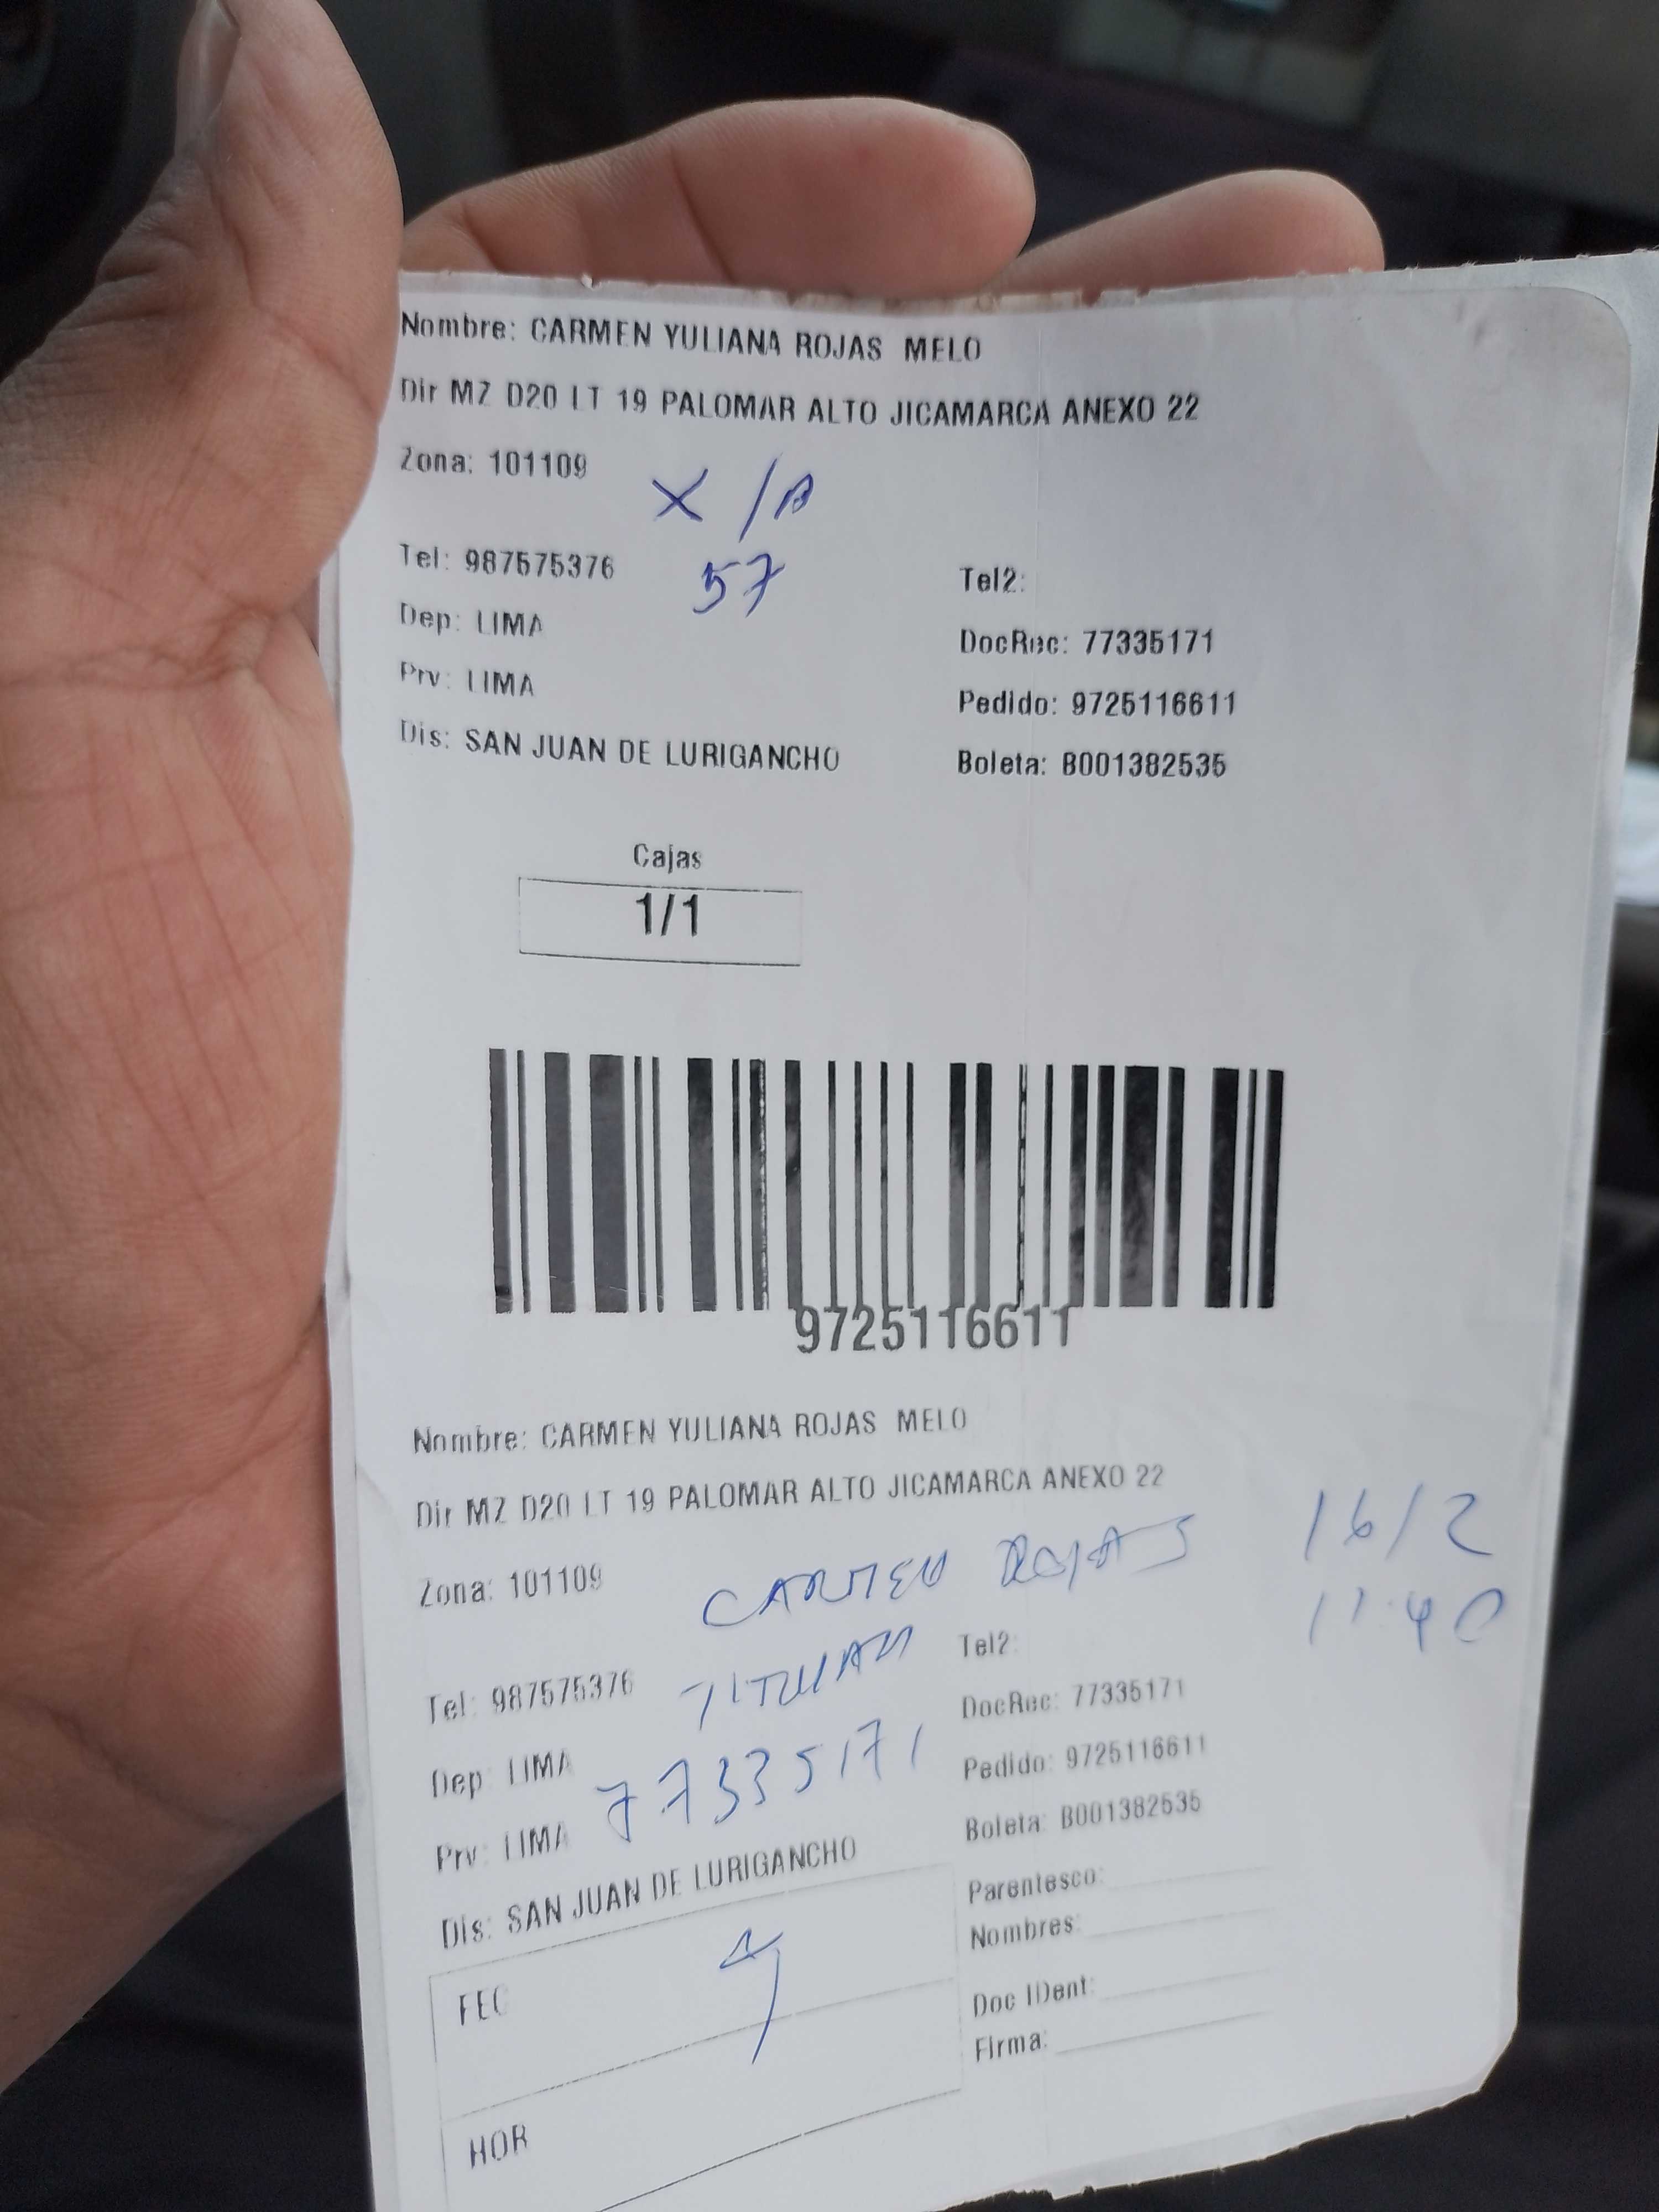 Nombre: CARMEN YULIANA ROJAS MELO
Dir MZ D20 LT 19 PALOMAR ALTO JICAMARCA ANEXO 22
Zona: 101109
X /A
Tel: 987575376
57
Tel2:
Dep: LIMA
DocRec: 77335171
Prv: LIMA
Pedido: 9725116611
Dis: SAN JUAN DE LURIGANCHO
Boleta: B001382535
Cajas
1/1
9725116611
Nombre: CARMEN YULIANA ROJAS MELO
Dir MZ D20 LT 19 PALOMAR ALTO JICAMARCA ANEXO 22
16/2
Zona: 101109
CARMEN ROJAS
11:40
Tel: 987575376
TITULAR
Tel2:
Dep: LIMA
77335171
DocRec: 77335171
Prv: LIMA
Pedido: 9725116611
Dis: SAN JUAN DE LURIGANCHO
Boleta: B001382535
Parentesco:
Nombres:
FEC
Doc IDent:
Firma:
HOR